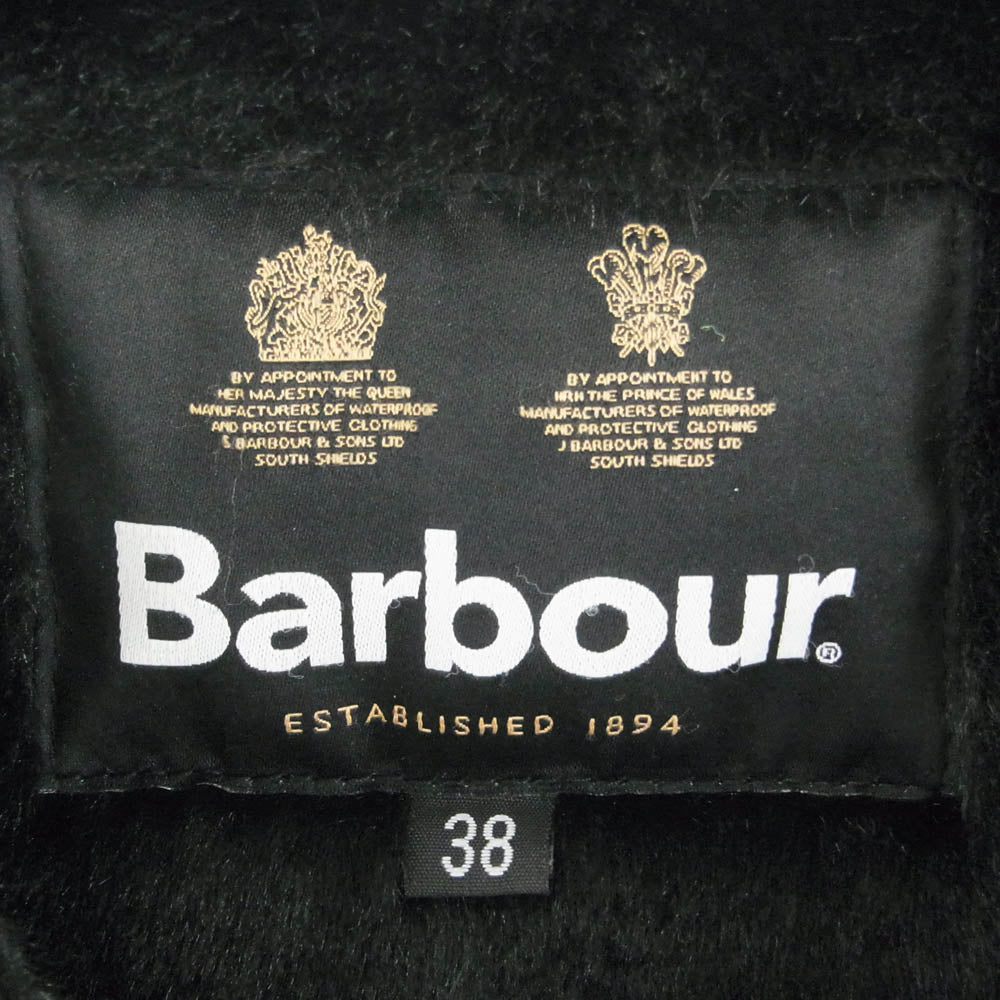 BY APPOINTMENT TO
HER MAJESTY THE QUEEN
MANUFACTURERS OF WATERPROOF
AND PROTECTIVE CLOTHING
J BARBOUR & SONS LTD
SOUTH SHIELDS
BY APPOINTMENT TO
HRH THE PRINCE OF WALES
MANUFACTURERS OF WATERPROOF
AND PROTECTIVE CLOTHING
J BARBOUR & SONS LTD
SOUTH SHIELDS
Barbour®
ESTABLISHED 1894
38